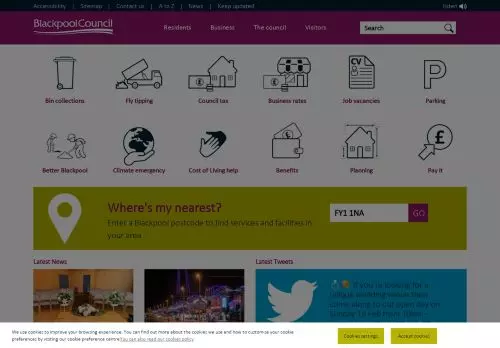 Accessibility | Sitemap | Contact us | A to Z | News | Keep updated
listen
BlackpoolCouncil
Residents Business The council Visitors
Search
Bin collections Fly tipping Council tax Business rates Job vacancies Parking
CV
Better Blackpool Climate emergency Cost of Living help Benefits Planning Pay it
Where's my nearest?
Enter a Blackpool postcode to find services and facilities in
your area
FY1 1NA
GO
Latest News
Latest Tweets
If you're looking for a
unique wedding venue then
come along to our open day on
Sunday 16 Feb from 10am -
We use cookies to improve your browsing experience. You can find out more about the cookies we use and how to customise your cookie
preferences by visiting our cookie preference centre You can also read our cookies policy
Cookies settings
Accept cookies